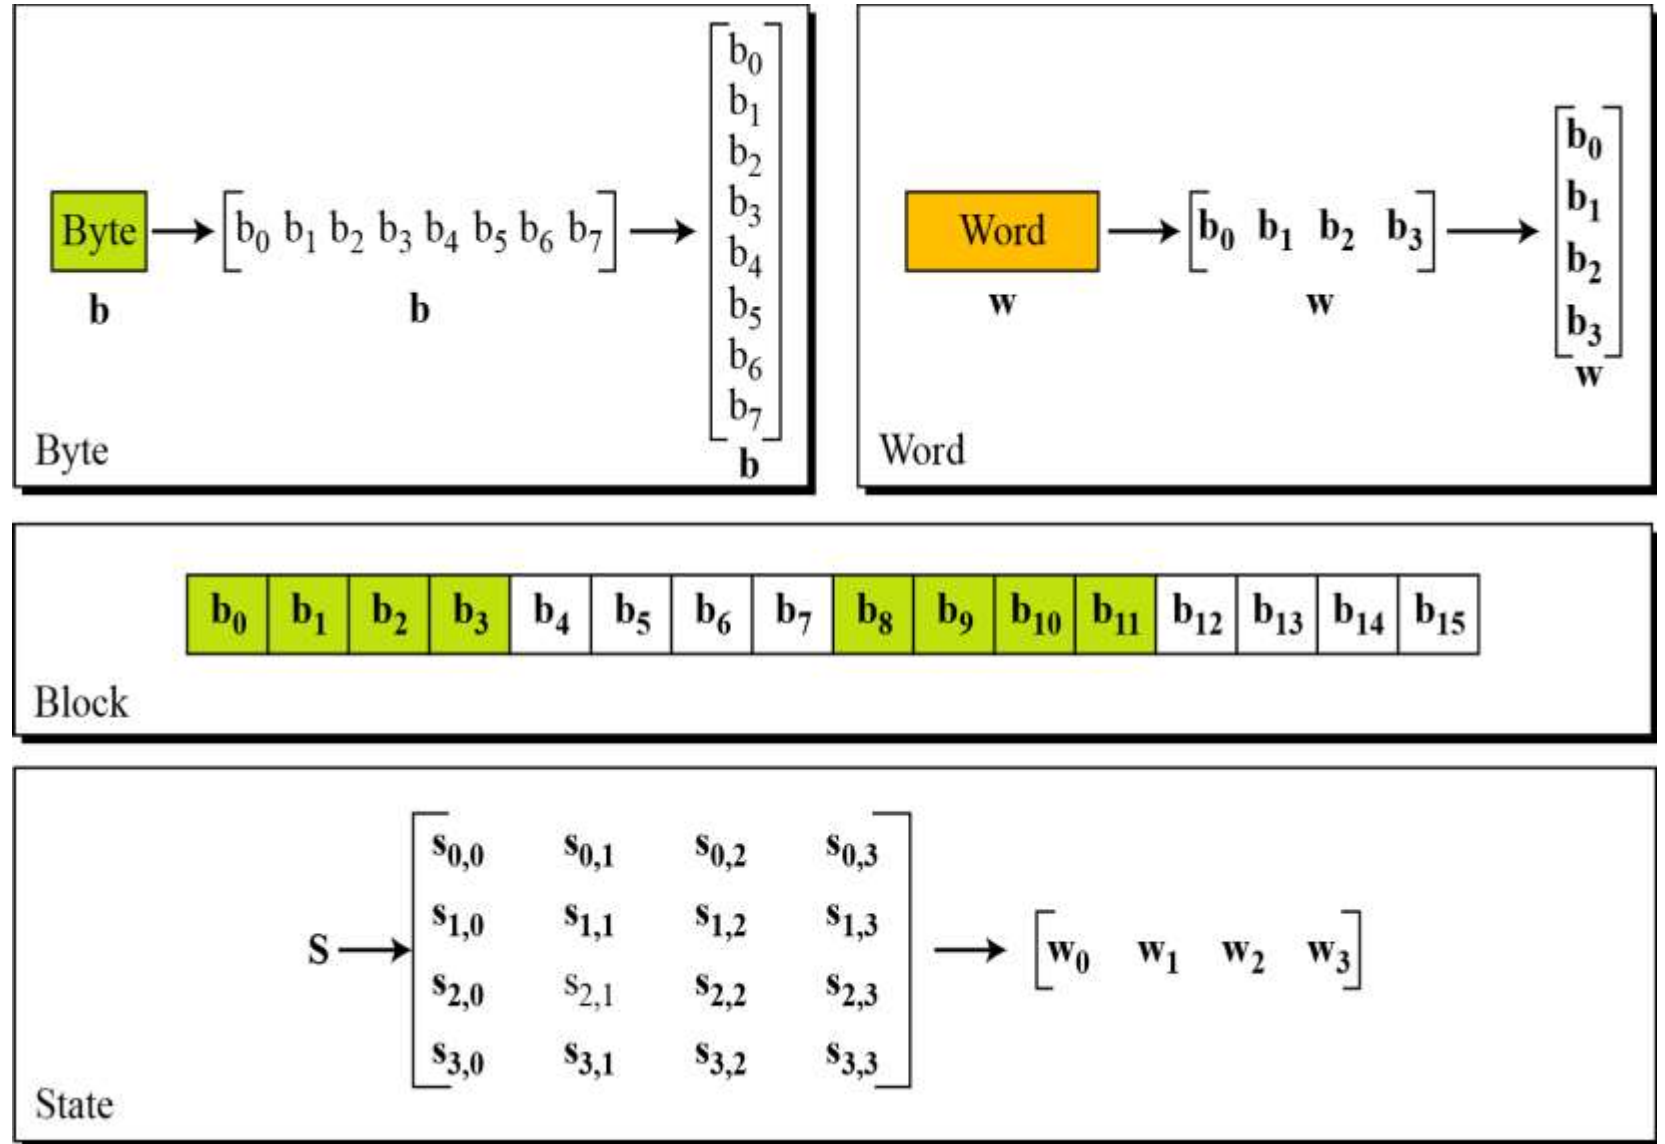 Byte
b
[b0 b1 b2 b3 b4 b5 b6 b7]
b
b0
b1
b2
b3
b4
b5
b6
b7
b
Byte
Word
w
[b0 b1 b2 b3]
w
b0
b1
b2
b3
w
Word
b0 b1 b2 b3 b4 b5 b6 b7 b8 b9 b10 b11 b12 b13 b14 b15
Block
S
s0,0 s0,1 s0,2 s0,3
s1,0 s1,1 s1,2 s1,3
s2,0 s2,1 s2,2 s2,3
s3,0 s3,1 s3,2 s3,3
[w0 w1 w2 w3]
State